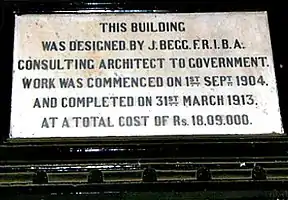 THIS BUILDING
WAS DESIGNED BY J. BEGG. F. R. I. B. A.
CONSULTING ARCHITECT TO GOVERNMENT.
WORK WAS COMMENCED ON 1ST SEPT 1904.
AND COMPLETED ON 31ST MARCH 1913.
AT A TOTAL COST OF Rs. 18,09,000.